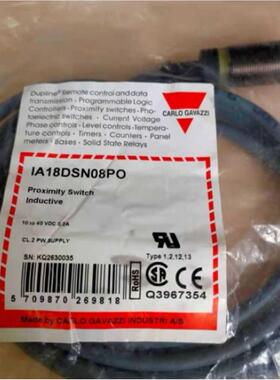 Dupline® Remote control and data
transmission • Programmable Logic
Controllers • Proximity switches • Pho-
toelectric switches • Current Voltage
Phase controls • Level controls • Tempera-
ture controls • Timers • Counters • Panel
meters • Bases • Solid State Relays
CARLO GAVAZZI
IA18DSN08PO
Proximity Switch
Inductive
10 to 40 VDC 0.2A
CL.2 PW.SUPPLY
Type 1,2,12,13
SN: KQ2630035
RoHS
Q3967354
5 709870 269818
Made by CARLO GAVAZZI INDUSTRI A/S